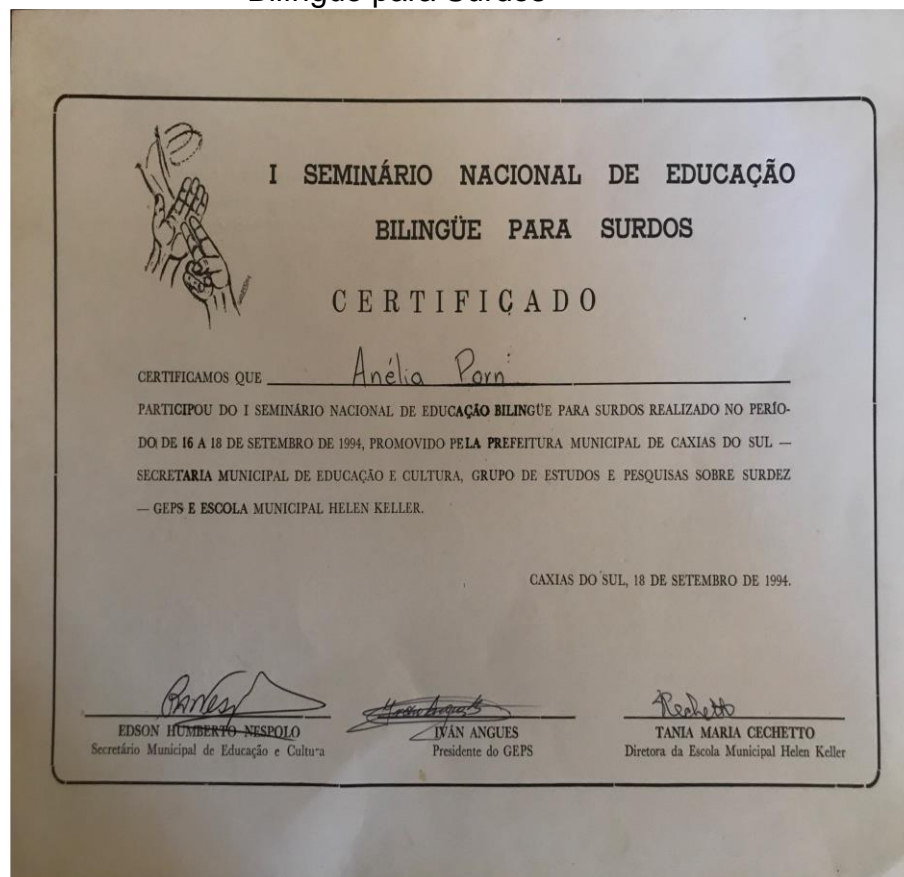 Bilíngue para Surdos
I SEMINÁRIO NACIONAL DE EDUCAÇÃO
BILINGÜE PARA SURDOS
CERTIFICADO
CERTIFICAMOS QUE Anélia Porn
PARTICIPOU DO I SEMINÁRIO NACIONAL DE EDUCAÇÃO BILINGÜE PARA SURDOS REALIZADO NO PERÍO-
DO DE 16 A 18 DE SETEMBRO DE 1994, PROMOVIDO PELA PREFEITURA MUNICIPAL DE CAXIAS DO SUL —
SECRETARIA MUNICIPAL DE EDUCAÇÃO E CULTURA, GRUPO DE ESTUDOS E PESQUISAS SOBRE SURDEZ
— GEPS E ESCOLA MUNICIPAL HELEN KELLER.
CAXIAS DO SUL, 18 DE SETEMBRO DE 1994.
EDSON HUMBERTO NESPOLO
Secretário Municipal de Educação e Cultura
IVÁN ANGUES
Presidente do GEPS
TANIA MARIA CECHETTO
Diretora da Escola Municipal Helen Keller